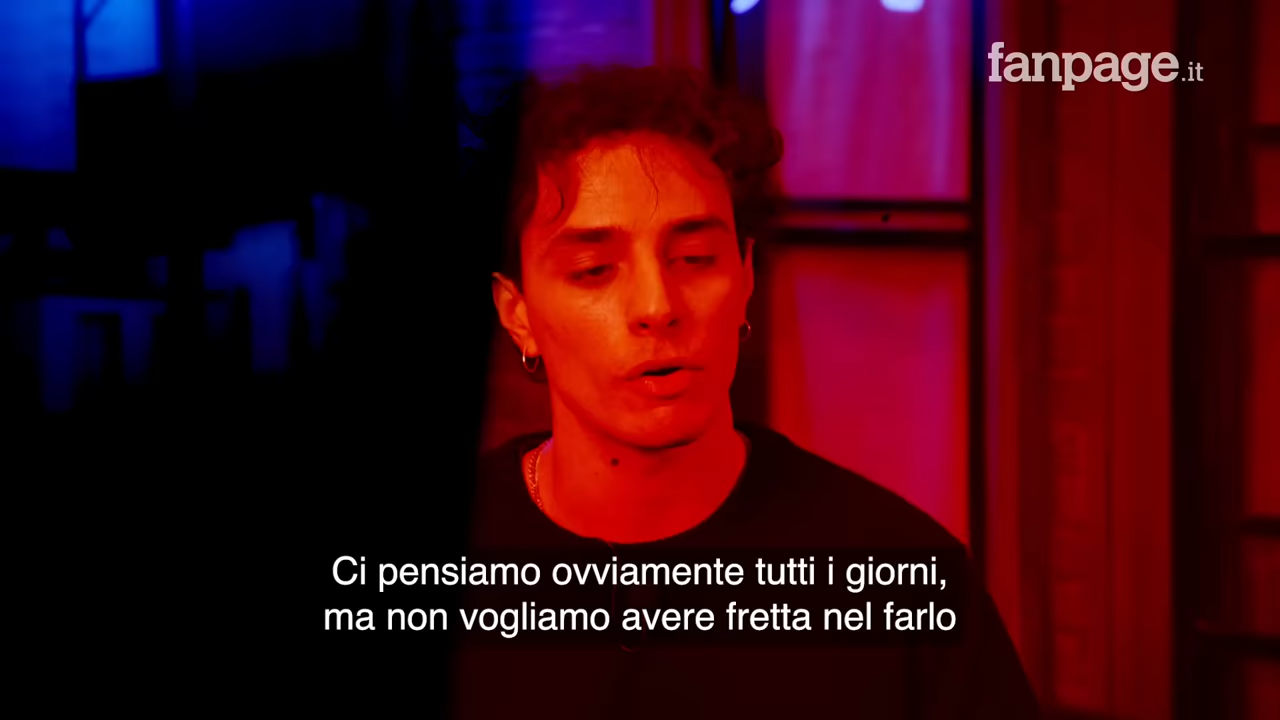 fanpage.it
Ci pensiamo ovviamente tutti i giorni,
ma non vogliamo avere fretta nel farlo